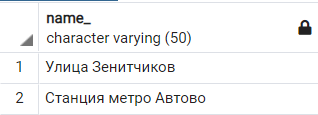 name_
character varying (50)
1 Улица Зенитчиков
2 Станция метро Автово